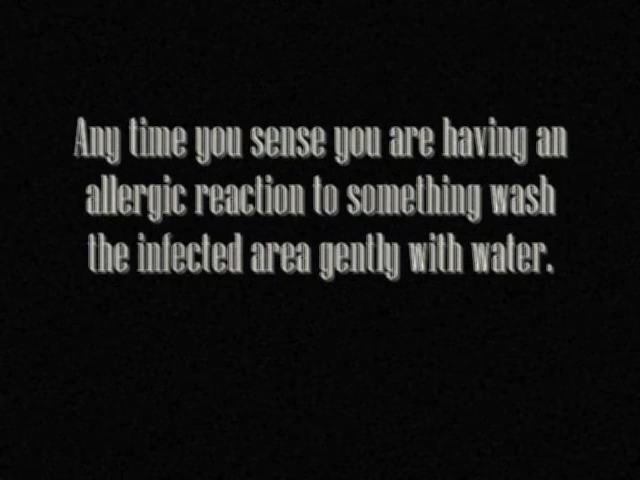 Any time you sense you are having an
allergic reaction to something wash
the infected area gently with water.